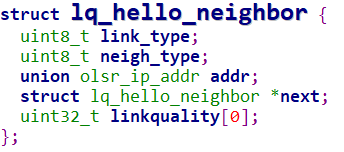 struct lq_hello_neighbor {
uint8_t link_type;
uint8_t neigh_type;
union olsr_ip_addr addr;
struct lq_hello_neighbor *next;
uint32_t linkquality[0];
};